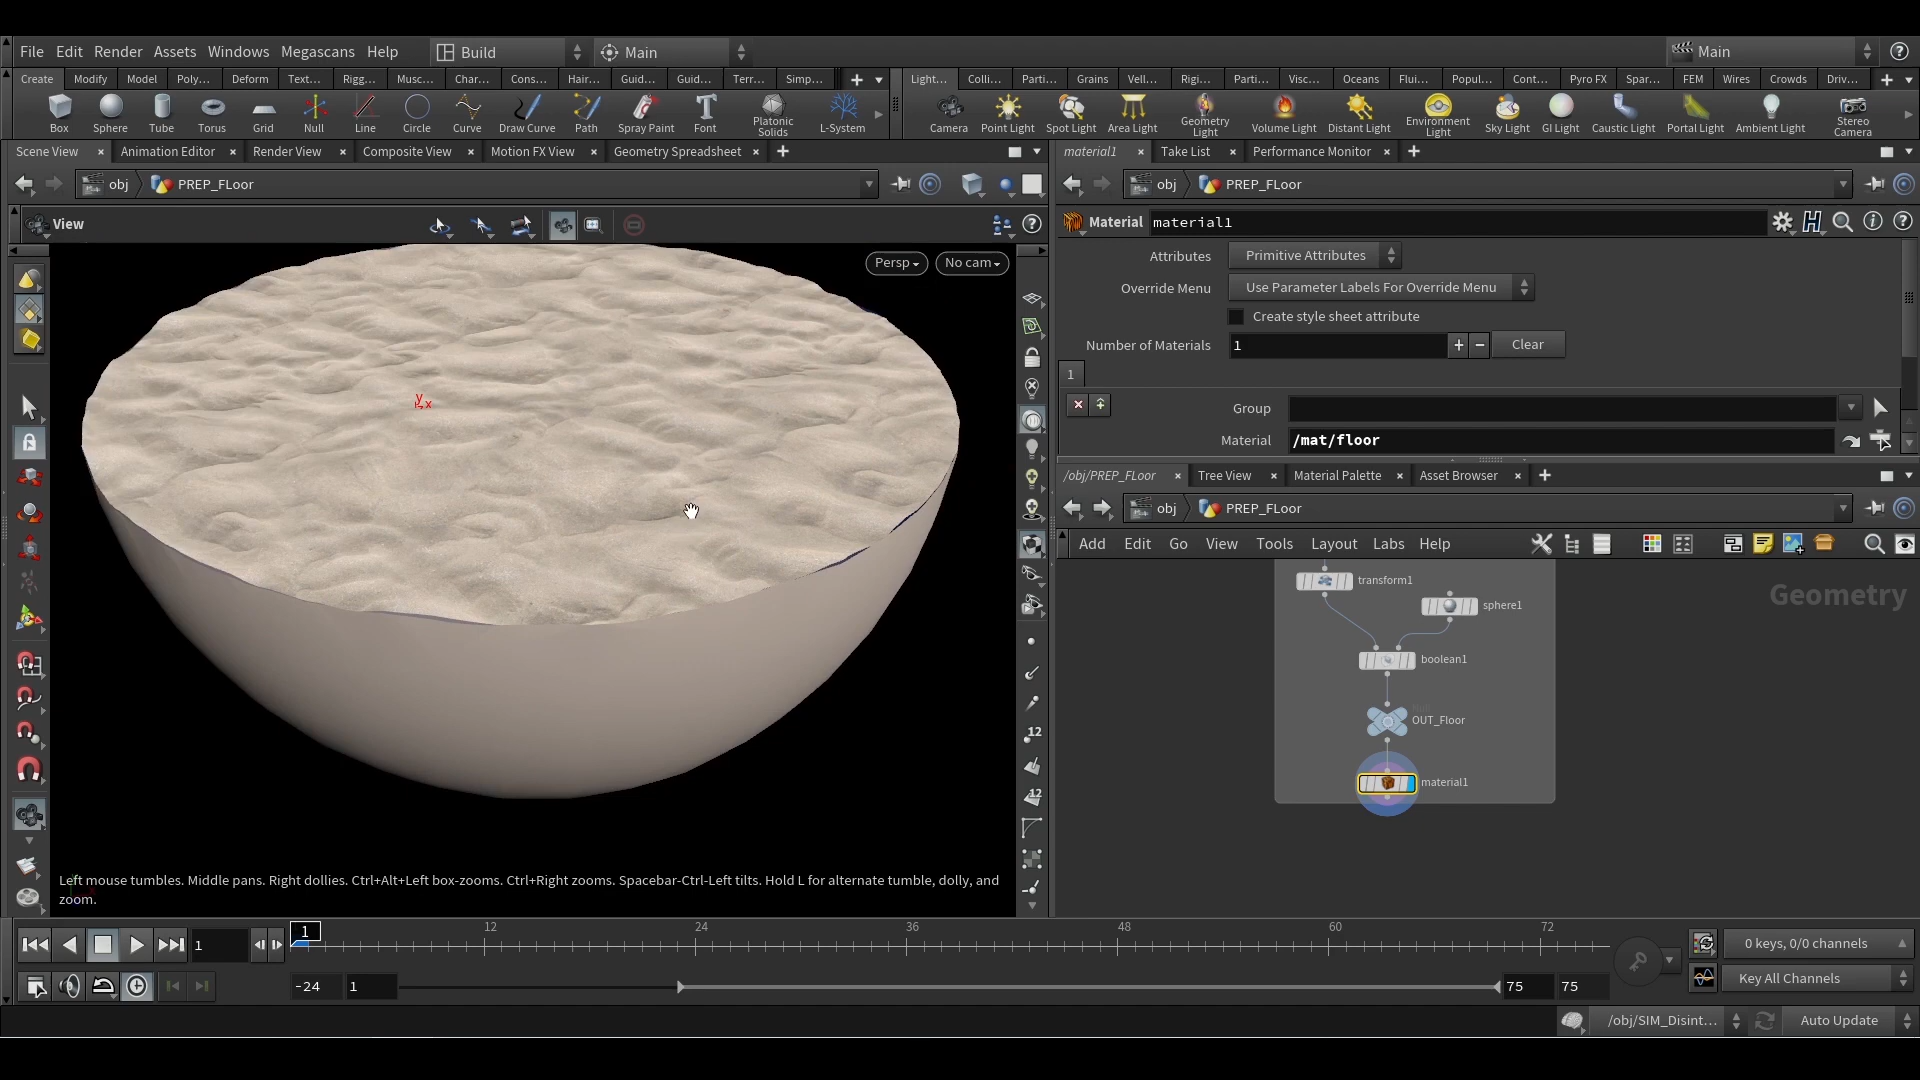 File Edit Render Assets Windows Megascans Help Build Main Main
Create Modify Model Poly... Deform Text... Rigg... Musc... Char... Cons... Hair... Guid... Guid... Terr... Simp...
Light... Colli... Parti... Grains Vell... Rigi... Parti... Visc... Oceans Flui... Popul... Cont... Pyro FX Spar... FEM Wires Crowds Driv...
Box Sphere Tube Torus Grid Null Line Circle Curve Draw Curve Path Spray Paint Font Platonic Solids L-System
Camera Point Light Spot Light Area Light Geometry Light Volume Light Distant Light Environment Light Sky Light GI Light Caustic Light Portal Light Ambient Light Stereo Camera
Scene View Animation Editor Render View Composite View Motion FX View Geometry Spreadsheet
obj PREP_FLoor
View
Persp No cam
y x
12
12
Left mouse tumbles. Middle pans. Right dollies. Ctrl+Alt+Left box-zooms. Ctrl+Right zooms. Spacebar-Ctrl-Left tilts. Hold L for alternate tumble, dolly, and
zoom.
material1 Take List Performance Monitor
obj PREP_FLoor
Material material1
Attributes Primitive Attributes
Override Menu Use Parameter Labels For Override Menu
Create style sheet attribute
Number of Materials 1 Clear
1
Group
Material /mat/floor
/obj/PREP_FLoor Tree View Material Palette Asset Browser
obj PREP_FLoor
Add Edit Go View Tools Layout Labs Help
Geometry
transform1
sphere1
boolean1
Null
OUT_Floor
material1
1 1 12 24 36 48 60 72
0 keys, 0/0 channels
-24 1 75 75
Key All Channels
/obj/SIM_Disint... Auto Update